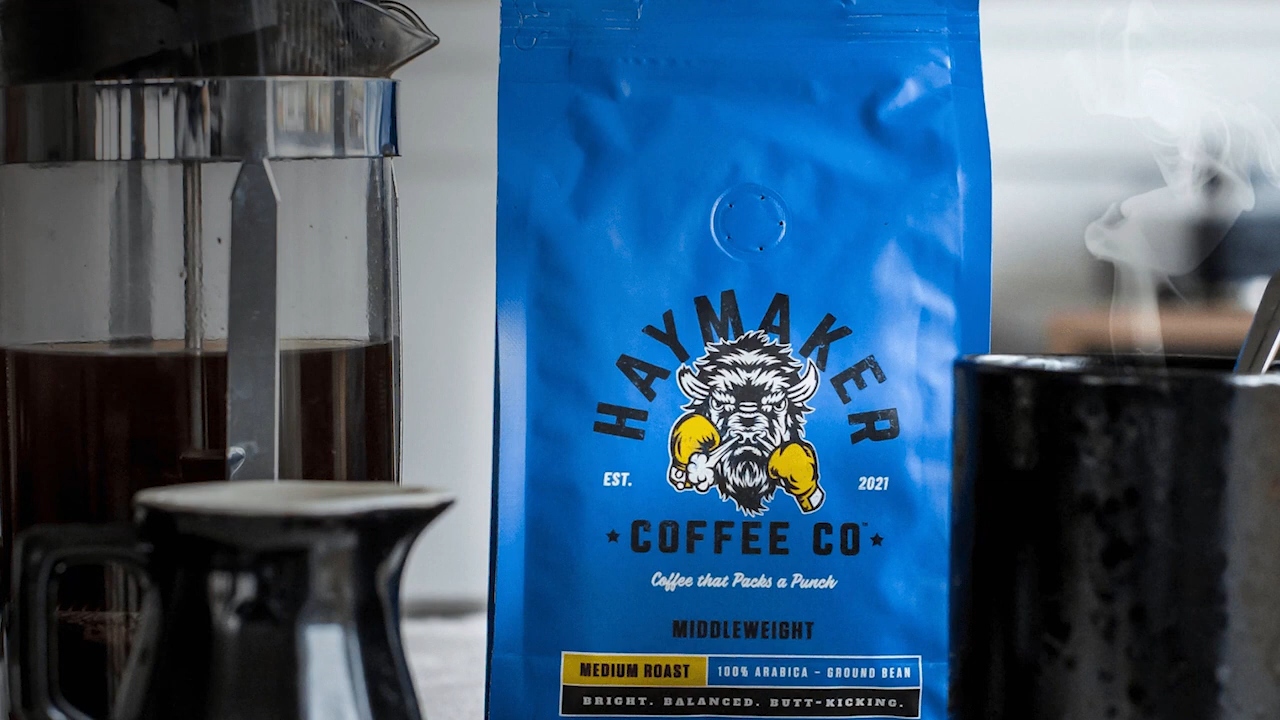 HAYMAKER
EST. 2021
COFFEE CO™
Coffee that Packs a Punch
MIDDLEWEIGHT
MEDIUM ROAST 100% ARABICA – GROUND BEAN
BRIGHT. BALANCED. BUTT-KICKING.